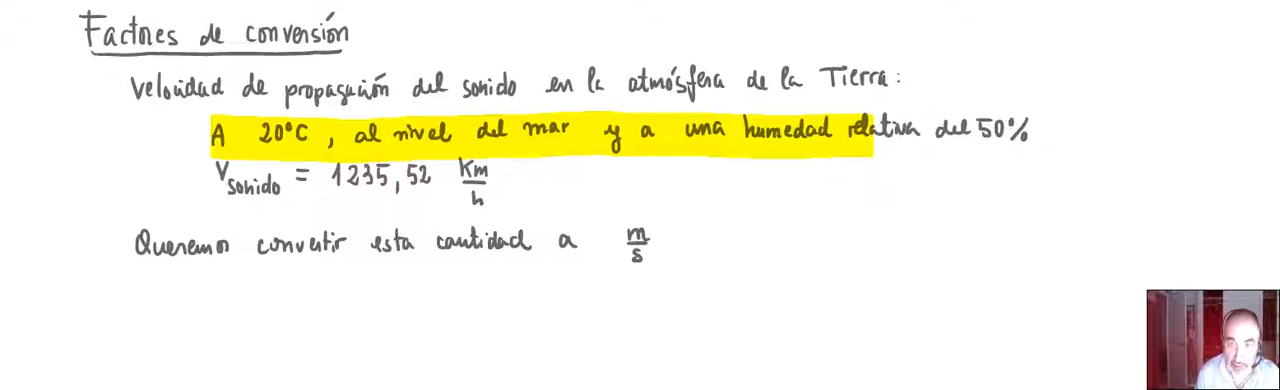 Factores de conversión
Velocidad de propagación del sonido en la atmósfera de la Tierra:
A 20°C, al nivel del mar y a una humedad relativa del 50%
V sonido = 1235,52 Km/h
Queremos convertir esta cantidad a m/s